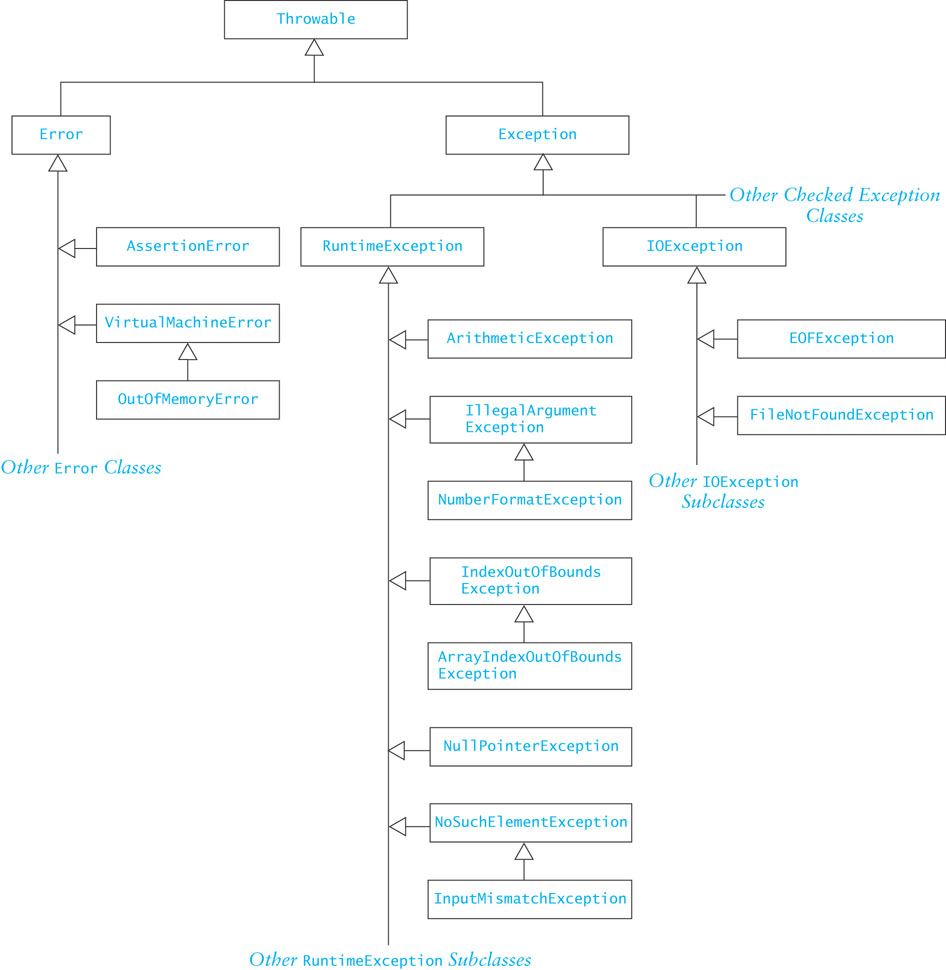 Throwable
Error
Exception
Other Checked Exception
Classes
AssertionError
RuntimeException
IOException
VirtualMachineError
ArithmeticException
EOFException
OutOfMemoryError
IllegalArgument
Exception
FileNotFoundException
Other Error Classes
NumberFormatException
Other IOException
Subclasses
IndexOutOfBounds
Exception
ArrayIndexOutOfBounds
Exception
NullPointerException
NoSuchElementException
InputMismatchException
Other RuntimeException Subclasses